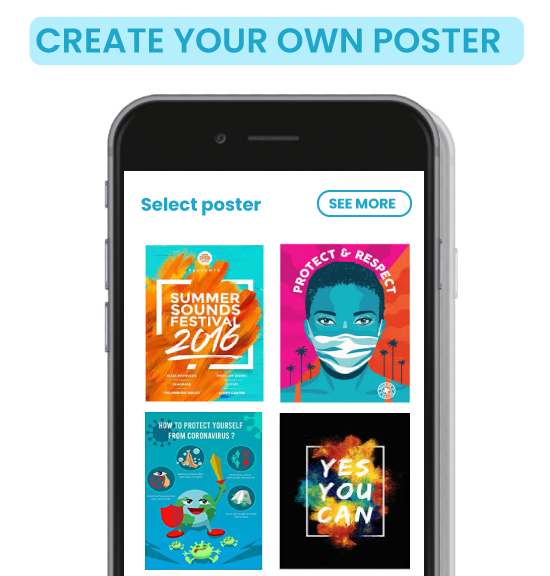 CREATE YOUR OWN POSTER
Select poster
SEE MORE
SUMMER
SOUNDS
FESTIVAL
2016
PROTECT & RESPECT
HOW TO PROTECT YOURSELF
FROM CORONAVIRUS ?
YES
YOU
CAN